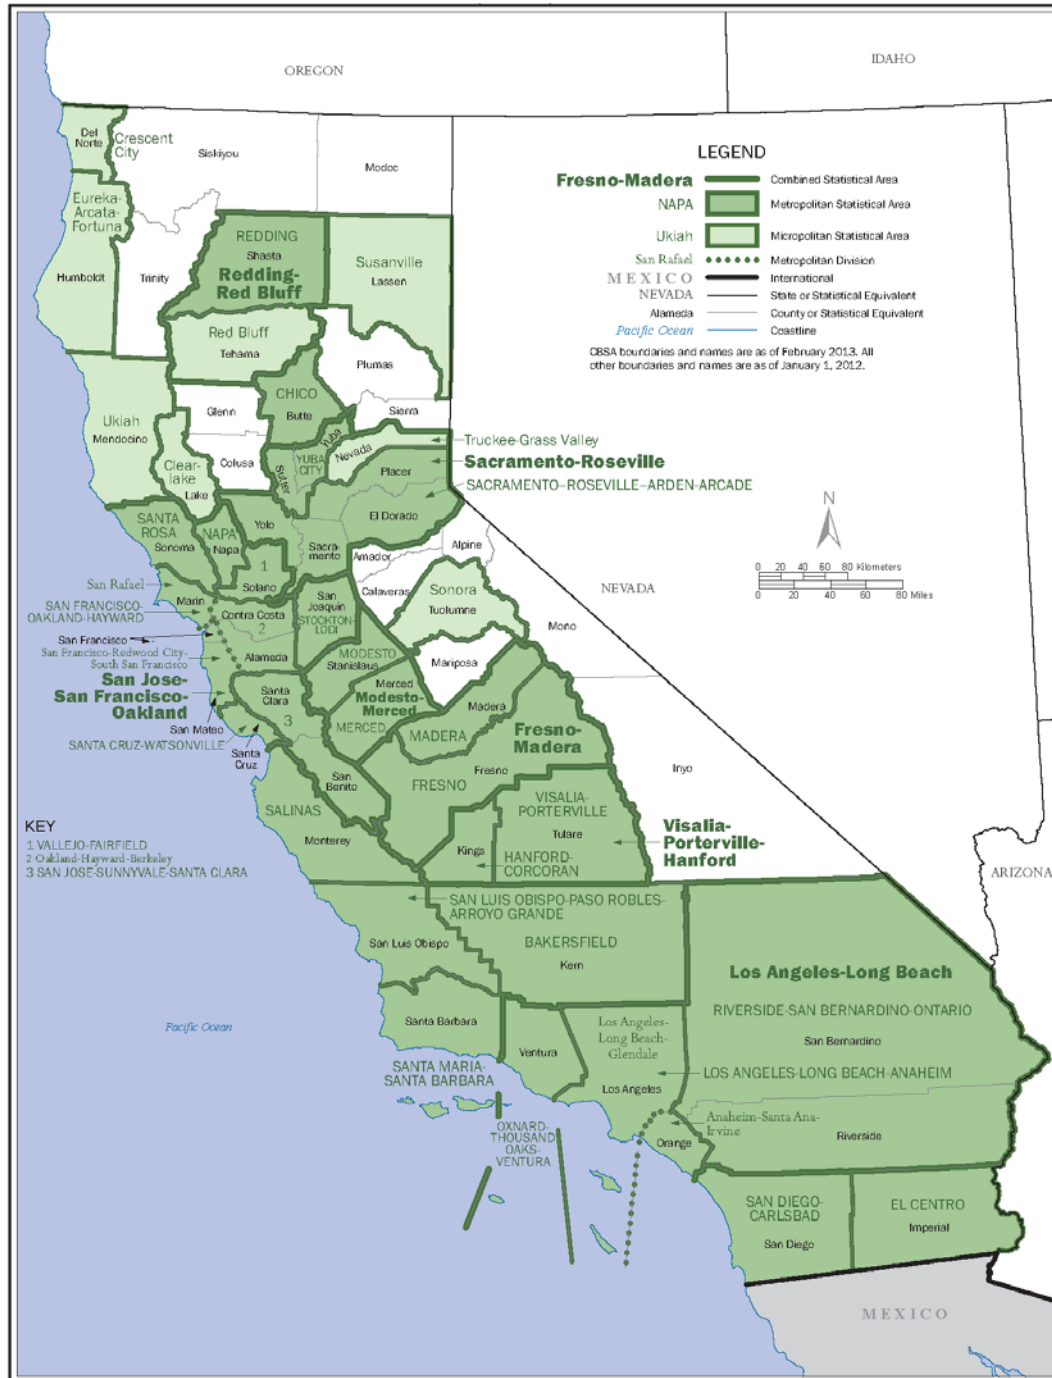 OREGON
IDAHO
Del
Norte
Crescent
City
Siskiyou
Modoc
LEGEND
Fresno-Madera
Combined Statistical Area
NAPA
Metropolitan Statistical Area
Ukiah
Micropolitan Statistical Area
San Rafael
Metropolitan Division
MEXICO
International
NEVADA
State or Statistical Equivalent
Alameda
County or Statistical Equivalent
Pacific Ocean
Coastline
CBSA boundaries and names are as of February 2013. All
other boundaries and names are as of January 1, 2012.
Eureka-
Arcata-
Fortuna
Humboldt
Trinity
REDDING
Shasta
Redding-
Red Bluff
Susanville
Lassen
Red Bluff
Tehama
Plumas
CHICO
Butte
Glenn
Sierra
Ukiah
Mendocino
Colusa
Clear-
lake
Lake
Yuba
Nevada
Sutter
YUBA
CITY
Truckee-Grass Valley
Placer
Sacramento-Roseville
SACRAMENTO--ROSEVILLE--ARDEN-ARCADE
El Dorado
SANTA
ROSA
Sonoma
NAPA
Napa
Yolo
Sacra-
mento
1
Solano
Amador
Alpine
N
0 20 40 60 80 Kilometers
0 20 40 60 80 Miles
NEVADA
Calaveras
San Rafael
Marin
SAN FRANCISCO-
OAKLAND-HAYWARD
San Francisco
San Francisco-Redwood City-
South San Francisco
Contra Costa
2
Alameda
San
Joaquin
STOCKTON-
LODI
Sonora
Tuolumne
Mono
MODESTO
Stanislaus
Mariposa
San Jose-
San Francisco-
Oakland
Santa
Clara
3
Merced
Modesto-
Merced
MERCED
Madera
MADERA
Fresno-
Madera
San Mateo
SANTA CRUZ-WATSONVILLE
Santa
Cruz
San
Benito
Fresno
FRESNO
Inyo
SALINAS
Monterey
VISALIA-
PORTERVILLE
Tulare
Visalia-
Porterville-
Hanford
Kings
HANFORD-
CORCORAN
KEY
1 VALLEJO-FAIRFIELD
2 Oakland-Hayward-Berkeley
3 SAN JOSE-SUNNYVALE-SANTA CLARA
ARIZONA
SAN LUIS OBISPO-PASO ROBLES-
ARROYO GRANDE
San Luis Obispo
BAKERSFIELD
Kern
Los Angeles-Long Beach
RIVERSIDE-SAN BERNARDINO-ONTARIO
San Bernardino
Pacific Ocean
Santa Barbara
Ventura
Los Angeles-
Long Beach-
Glendale
SANTA MARIA-
SANTA BARBARA
Los Angeles
LOS ANGELES-LONG BEACH-ANAHEIM
OXNARD-
THOUSAND
OAKS-
VENTURA
Anaheim-Santa Ana-
Irvine
Orange
Riverside
SAN DIEGO-
CARLSBAD
San Diego
EL CENTRO
Imperial
MEXICO